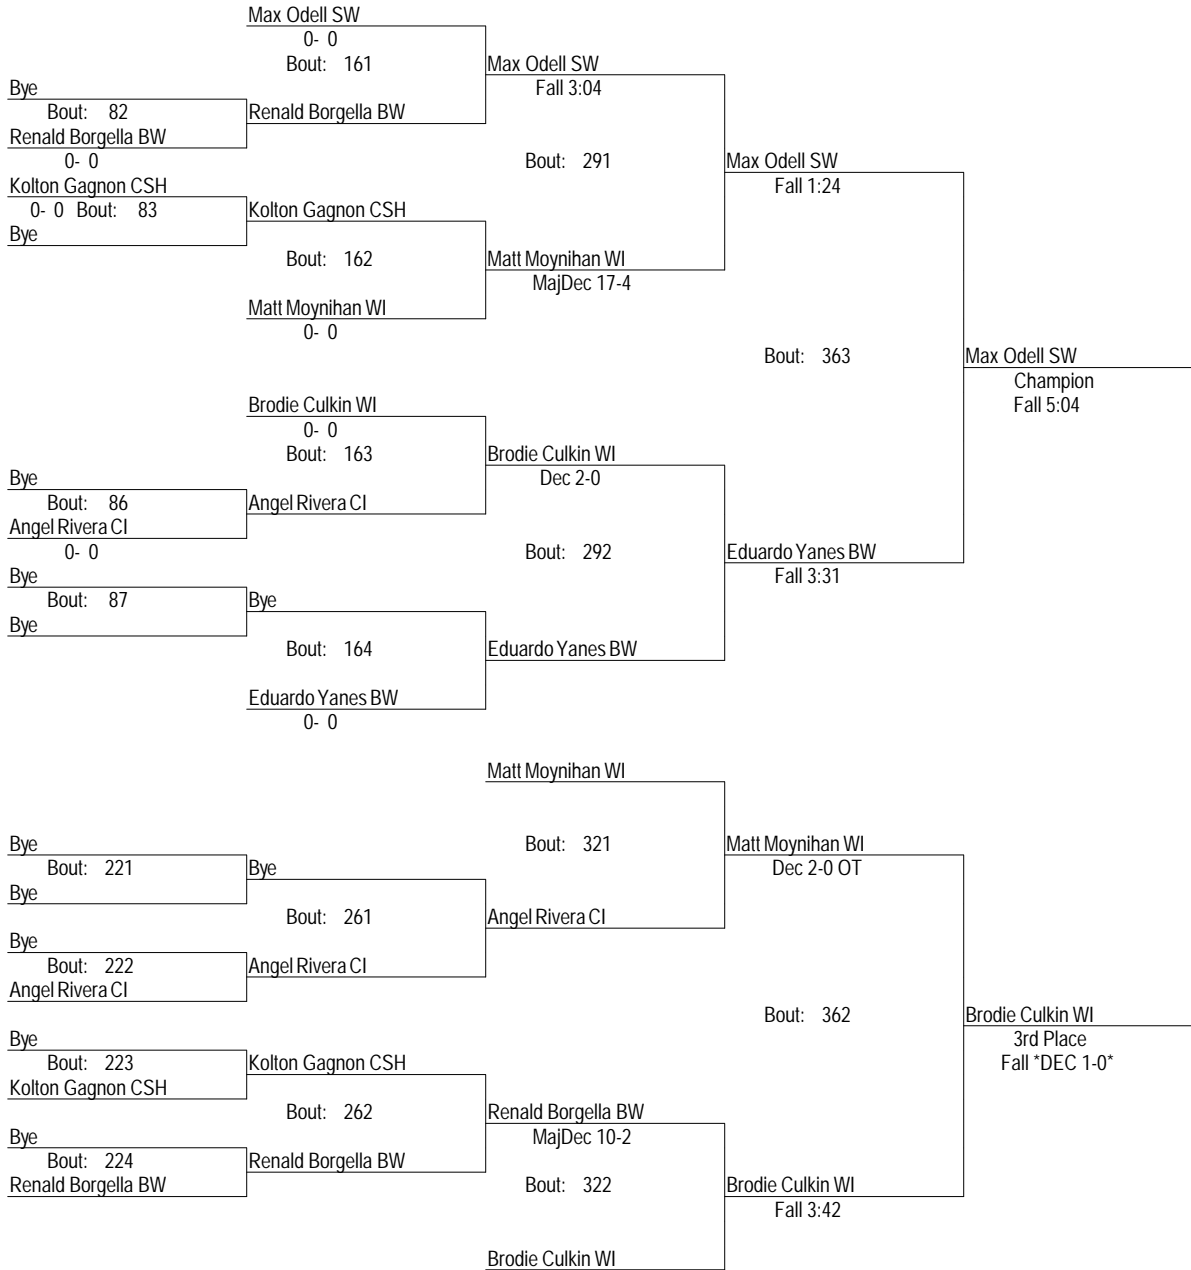 Max Odell SW
0- 0
Bout: 161
Max Odell SW
Fall 3:04
Bye
Bout: 82
Renald Borgella BW
Renald Borgella BW
0- 0
Bout: 291
Max Odell SW
Fall 1:24
Kolton Gagnon CSH
0- 0 Bout: 83
Kolton Gagnon CSH
Bye
Bout: 162
Matt Moynihan WI
MajDec 17-4
Matt Moynihan WI
0- 0
Bout: 363
Max Odell SW
Champion
Fall 5:04
Brodie Culkin WI
0- 0
Bout: 163
Brodie Culkin WI
Dec 2-0
Bye
Bout: 86
Angel Rivera CI
Angel Rivera CI
0- 0
Bout: 292
Eduardo Yanes BW
Fall 3:31
Bye
Bout: 87
Bye
Bye
Bout: 164
Eduardo Yanes BW
Eduardo Yanes BW
0- 0
Matt Moynihan WI
Bout: 321
Matt Moynihan WI
Dec 2-0 OT
Bye
Bout: 221
Bye
Bye
Bout: 261
Angel Rivera CI
Bye
Bout: 222
Angel Rivera CI
Angel Rivera CI
Bout: 362
Brodie Culkin WI
3rd Place
Fall *DEC 1-0*
Bye
Bout: 223
Kolton Gagnon CSH
Kolton Gagnon CSH
Bout: 262
Renald Borgella BW
MajDec 10-2
Bye
Bout: 224
Renald Borgella BW
Renald Borgella BW
Bout: 322
Brodie Culkin WI
Fall 3:42
Brodie Culkin WI